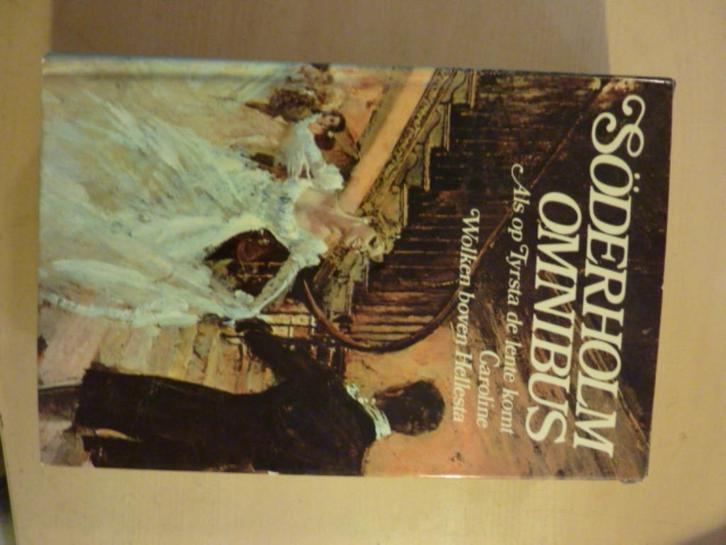 SÖDERHOLM
OMNIBUS
Als op Tyrsta de lente komt
Caroline
Wolken boven Hellesta